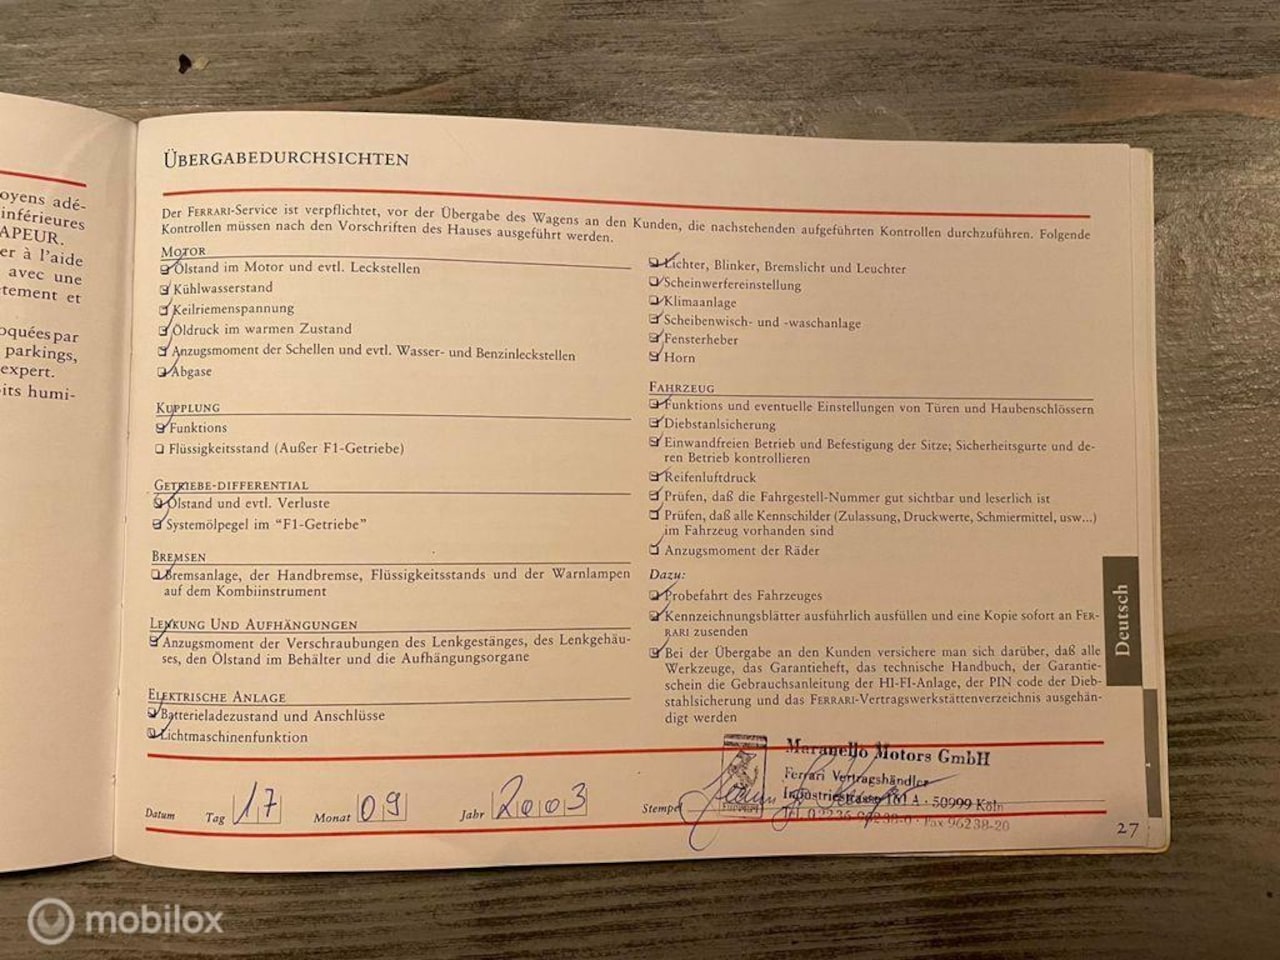 oyens adé-
inférieures
APEUR.
er à l'aide
avec une
tement et
oquées par
parkings,
expert.
its humi-
ÜBERGABEDURCHSICHTEN
Der FERRARI-Service ist verpflichtet, vor der Übergabe des Wagens an den Kunden, die nachstehenden aufgeführten Kontrollen durchzuführen. Folgende
Kontrollen müssen nach den Vorschriften des Hauses ausgeführt werden.
MOTOR
Ölstand im Motor und evtl. Leckstellen
Kühlwasserstand
Keilriemenspannung
Öldruck im warmen Zustand
Anzugsmoment der Schellen und evtl. Wasser- und Benzinleckstellen
Abgase
KUPPLUNG
Funktions
Flüssigkeitsstand (Außer F1-Getriebe)
GETRIEBE-DIFFERENTIAL
Ölstand und evtl. Verluste
Systemölpegel im "F1-Getriebe"
BREMSEN
Bremsanlage, der Handbremse, Flüssigkeitsstands und der Warnlampen
auf dem Kombiinstrument
LENKUNG UND AUFHÄNGUNGEN
Anzugsmoment der Verschraubungen des Lenkgestänges, des Lenkgehäu-
ses, den Ölstand im Behälter und die Aufhängungsorgane
ELEKTRISCHE ANLAGE
Batterieladezustand und Anschlüsse
Lichtmaschinenfunktion
Lichter, Blinker, Bremslicht und Leuchter
Scheinwerfereinstellung
Klimaanlage
Scheibenwisch- und -waschanlage
Fensterheber
Horn
FAHRZEUG
Funktions und eventuelle Einstellungen von Türen und Haubenschlössern
Diebstanlsicherung
Einwandfreien Betrieb und Befestigung der Sitze; Sicherheitsgurte und de-
ren Betrieb kontrollieren
Reifenluftdruck
Prüfen, daß die Fahrgestell-Nummer gut sichtbar und leserlich ist
Prüfen, daß alle Kennschilder (Zulassung, Druckwerte, Schmiermittel, usw...)
im Fahrzeug vorhanden sind
Anzugsmoment der Räder
Dazu:
Probefahrt des Fahrzeuges
Kennzeichnungsblätter ausführlich ausfüllen und eine Kopie sofort an FER-
RARI zusenden
Bei der Übergabe an den Kunden versichere man sich darüber, daß alle
Werkzeuge, das Garantieheft, das technische Handbuch, der Garantie-
schein die Gebrauchsanleitung der HI-FI-Anlage, der PIN code der Dieb-
stahlsicherung und das FERRARI-Vertragswerkstättenverzeichnis ausgehän-
digt werden
Deutsch
Datum Tag 17 Monat 09 Jahr 2003 Stempel
Maranello Motors GmbH
Ferrari Vertragshändler
Industriestrasse 161 A · 50999 Köln
Fax 96238-20
27
mobilox